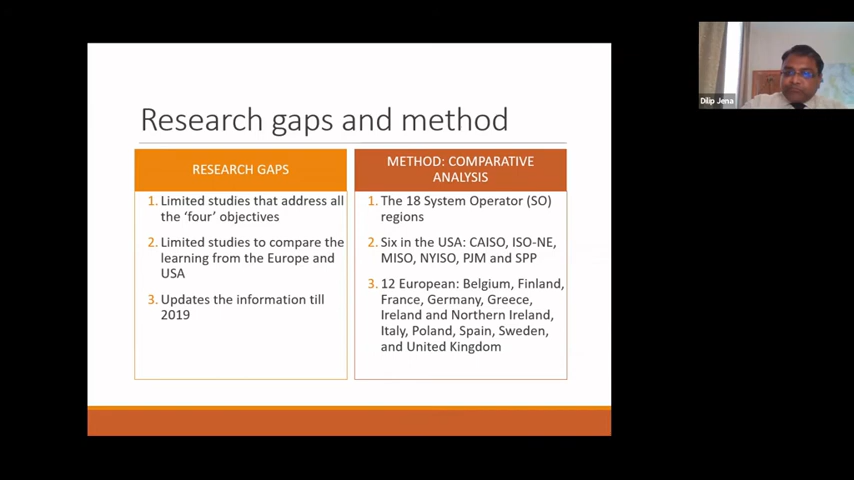 Research gaps and method
RESEARCH GAPS
1. Limited studies that address all
the ‘four’ objectives
2. Limited studies to compare the
learning from the Europe and
USA
3. Updates the information till
2019
METHOD: COMPARATIVE
ANALYSIS
1. The 18 System Operator (SO)
regions
2. Six in the USA: CAISO, ISO-NE,
MISO, NYISO, PJM and SPP
3. 12 European: Belgium, Finland,
France, Germany, Greece,
Ireland and Northern Ireland,
Italy, Poland, Spain, Sweden,
and United Kingdom
Dilip Jena